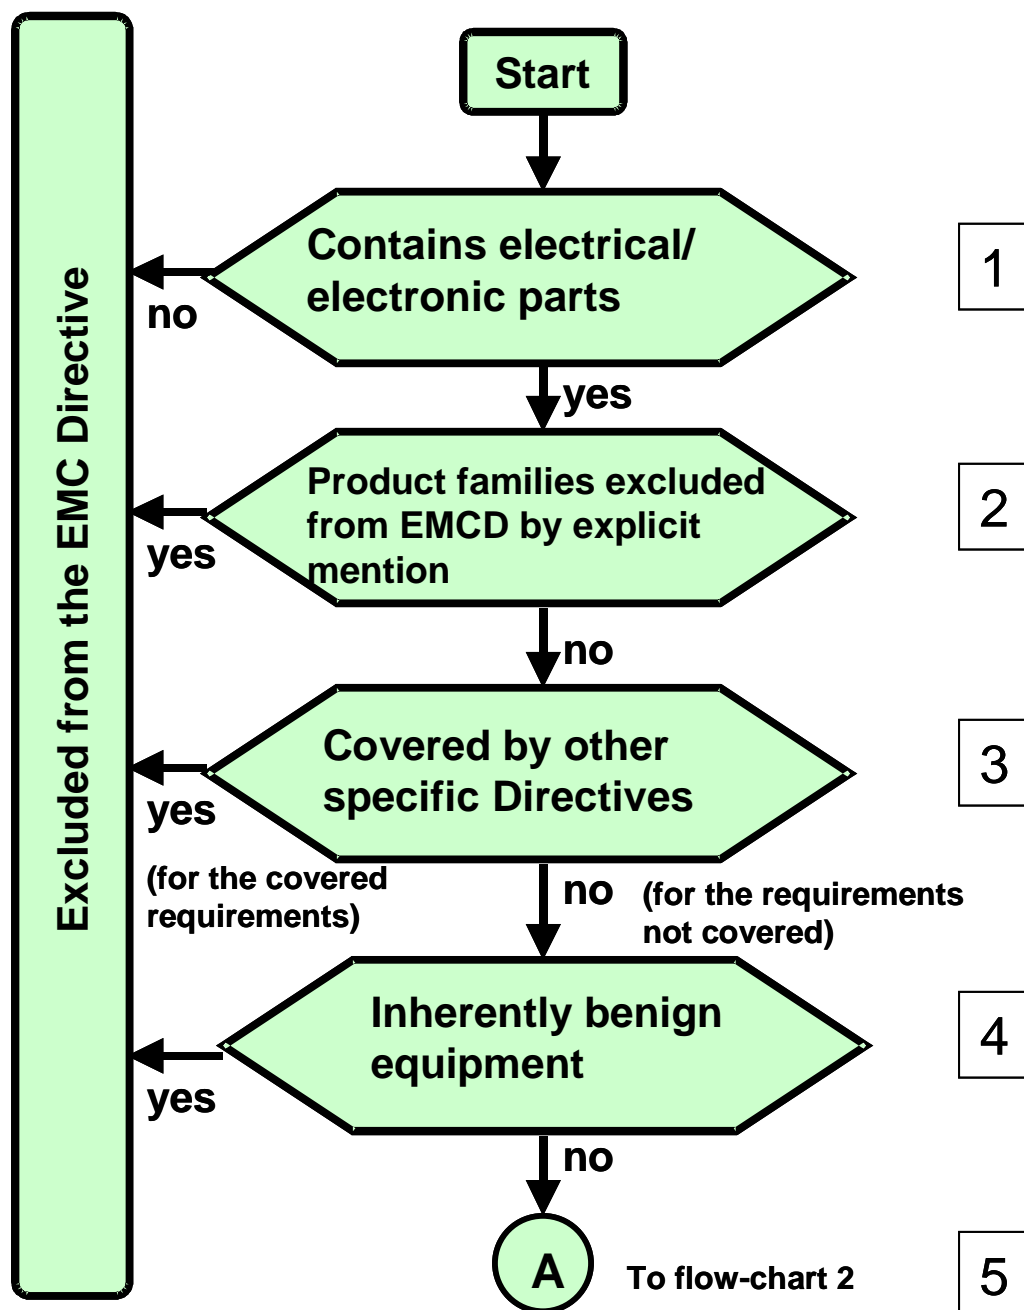 Excluded from the EMC Directive
Start
Contains electrical/
electronic parts
1
no
yes
Product families excluded
from EMCD by explicit
mention
2
yes
no
Covered by other
specific Directives
3
yes
(for the covered
requirements)
no
(for the requirements
not covered)
Inherently benign
equipment
4
yes
no
A
To flow-chart 2
5